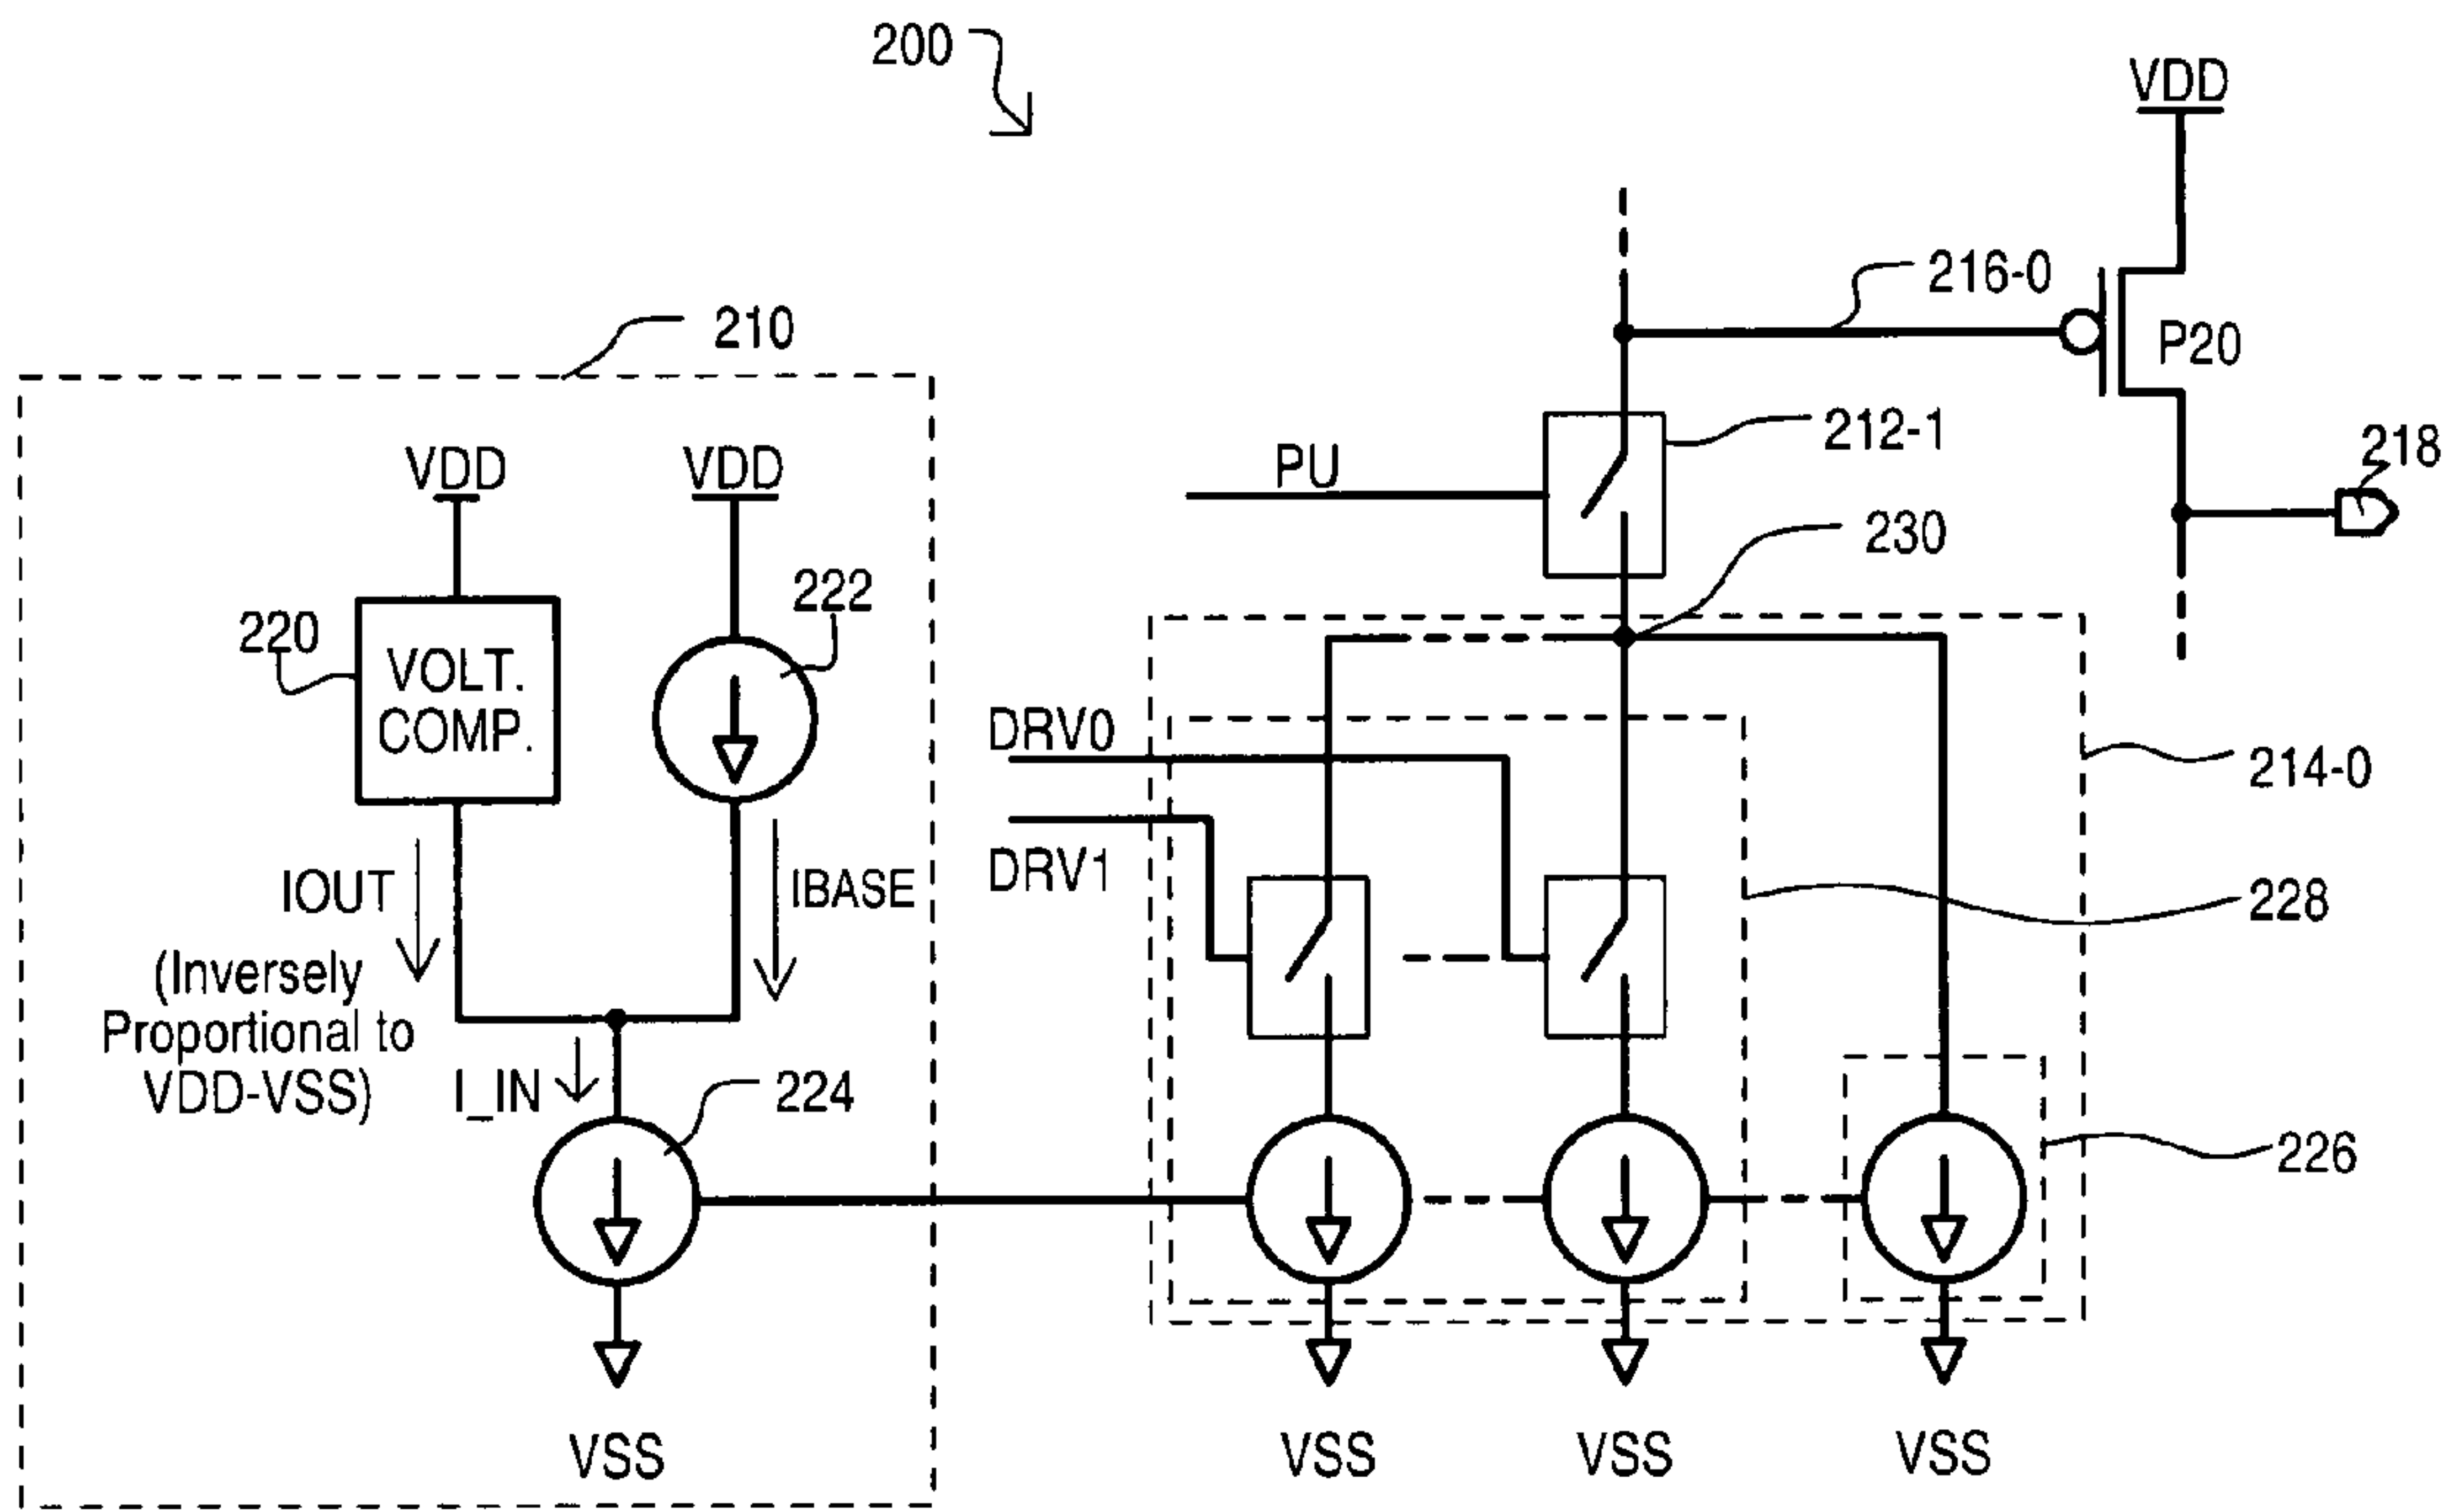 200
VDD
216-0
210
P20
212-1
218
PU
VDD
VDD
230
222
220
VOLT.
COMP.
DRV0
214-0
DRV1
IOUT
IBASE
228
(Inversely
Proportional to
VDD-VSS)
I_IN
224
226
VSS
VSS
VSS
VSS